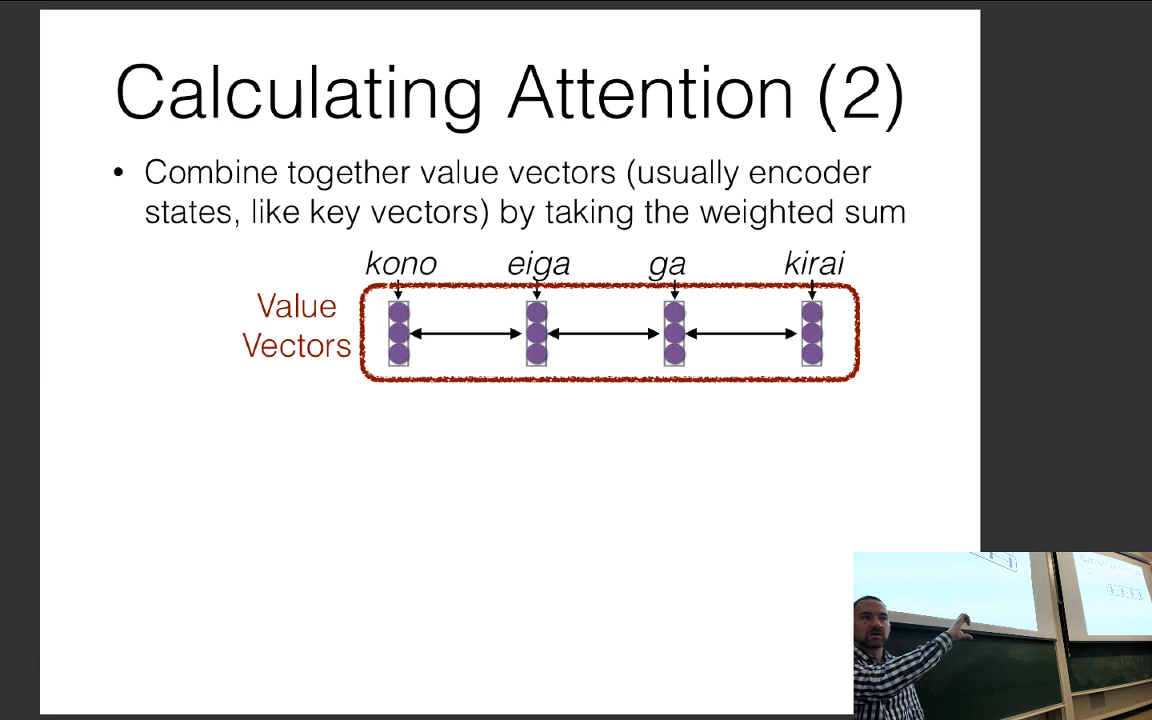 Calculating Attention (2)
• Combine together value vectors (usually encoder
states, like key vectors) by taking the weighted sum
kono eiga ga kirai
Value
Vectors